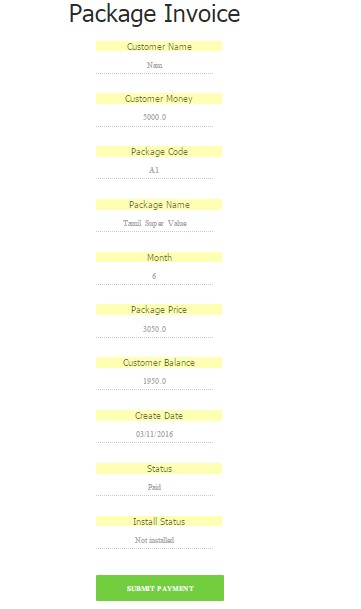 Package Invoice
Customer Name
Nam
Customer Money
5000.0
Package Code
A1
Package Name
Tamil Super Value
Month
6
Package Price
3050.0
Customer Balance
1950.0
Create Date
03/11/2016
Status
Paid
Install Status
Not installed
SUBMIT PAYMENT